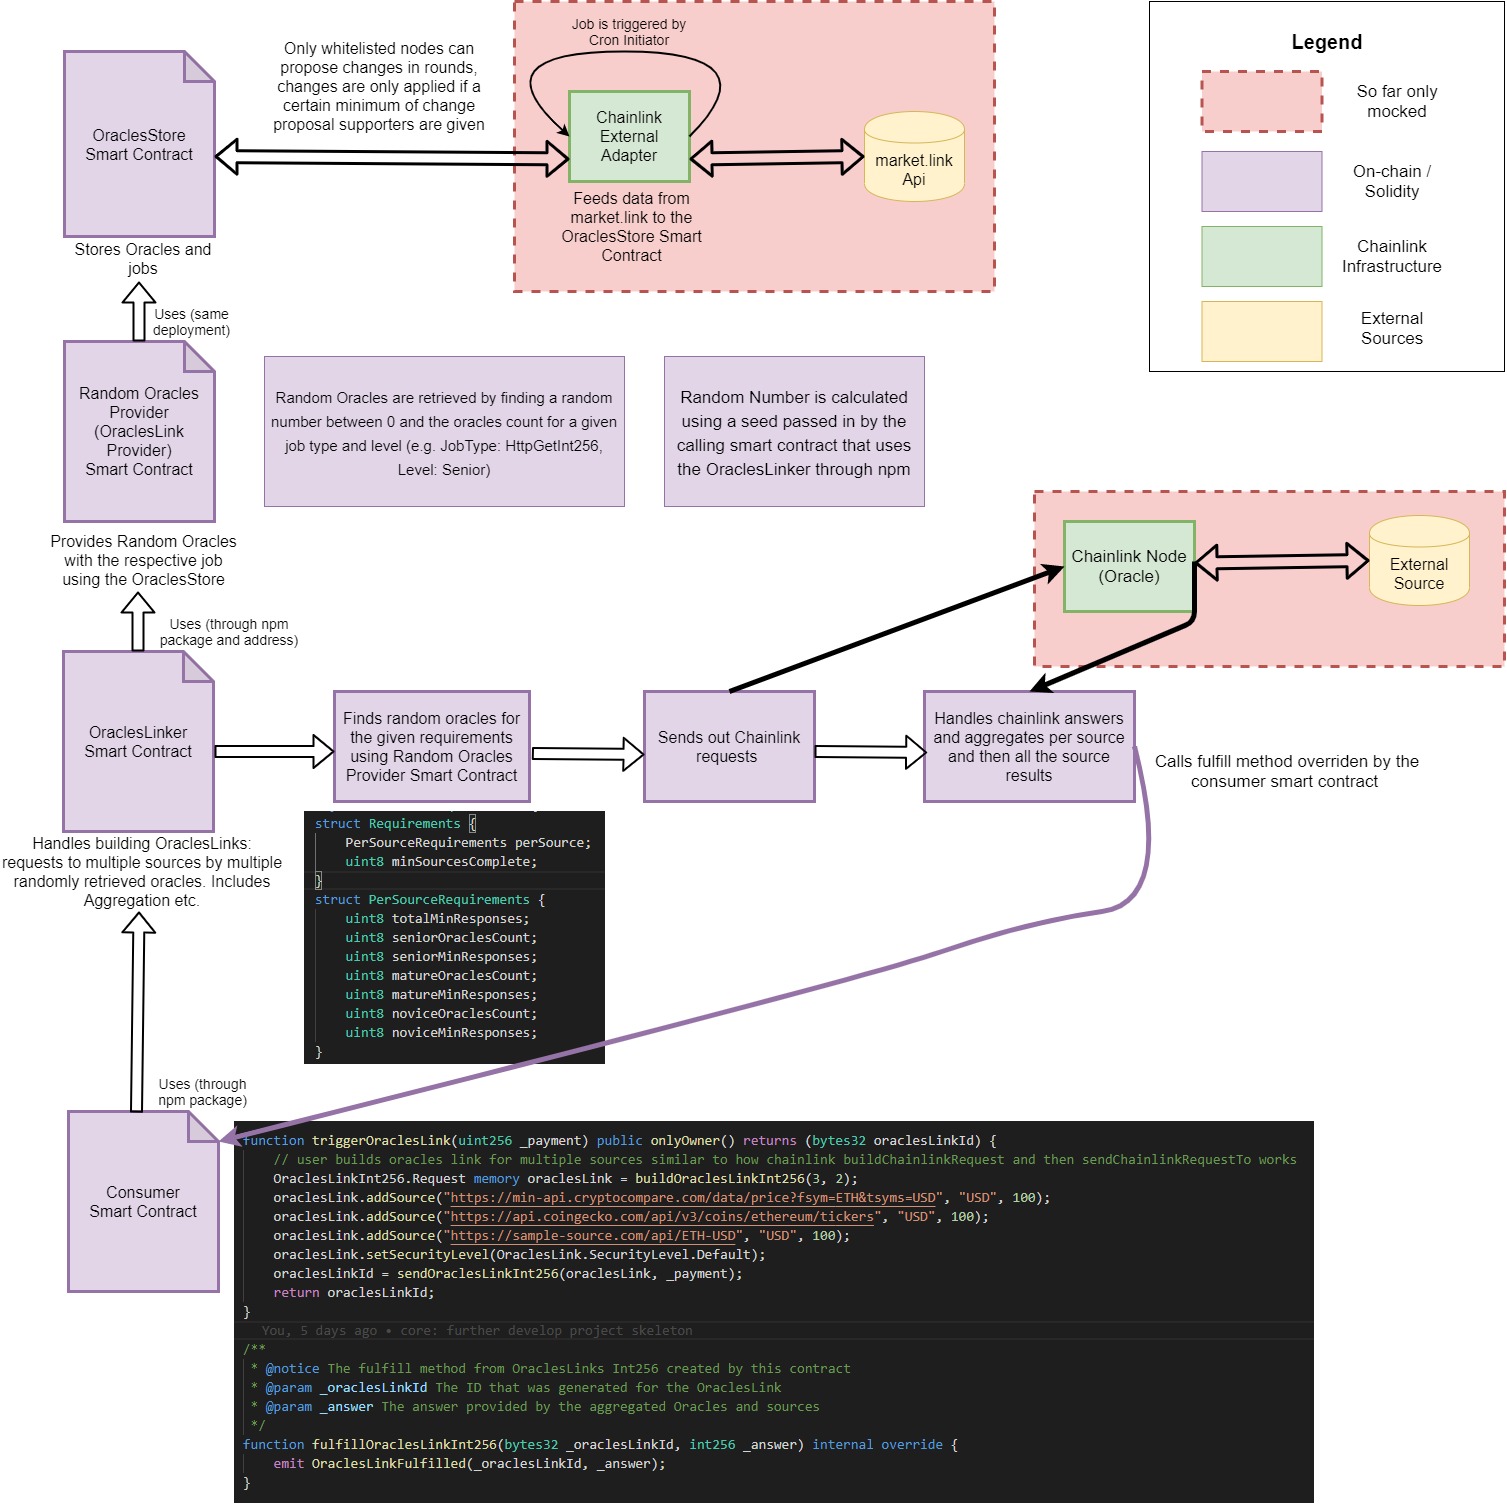 Job is triggered by
Cron Initiator
Only whitelisted nodes can
propose changes in rounds,
changes are only applied if a
certain minimum of change
proposal supporters are given
OraclesStore
Smart Contract
Chainlink
External
Adapter
market.link
Api
Feeds data from
market.link to the
OraclesStore Smart
Contract
Stores Oracles and
jobs
Legend
So far only
mocked
On-chain /
Solidity
Chainlink
Infrastructure
External
Sources
Uses (same
deployment)
Random Oracles
Provider
(OraclesLink
Provider)
Smart Contract
Random Oracles are retrieved by finding a random
number between 0 and the oracles count for a given
job type and level (e.g. JobType: HttpGetInt256,
Level: Senior)
Random Number is calculated
using a seed passed in by the
calling smart contract that uses
the OraclesLinker through npm
Provides Random Oracles
with the respective job
using the OraclesStore
Chainlink Node
(Oracle)
External
Source
Uses (through npm
package and address)
OraclesLinker
Smart Contract
Finds random oracles for
the given requirements
using Random Oracles
Provider Smart Contract
Sends out Chainlink
requests
Handles chainlink answers
and aggregates per source
and then all the source
results
Calls fulfill method overriden by the
consumer smart contract
Handles building OraclesLinks:
requests to multiple sources by multiple
randomly retrieved oracles. Includes
Aggregation etc.
struct Requirements {
PerSourceRequirements perSource;
uint8 minSourcesComplete;
}
struct PerSourceRequirements {
uint8 totalMinResponses;
uint8 seniorOraclesCount;
uint8 seniorMinResponses;
uint8 matureOraclesCount;
uint8 matureMinResponses;
uint8 noviceOraclesCount;
uint8 noviceMinResponses;
}
Uses (through
npm package)
Consumer
Smart Contract
function triggerOraclesLink(uint256 _payment) public onlyOwner() returns (bytes32 oraclesLinkId) {
// user builds oracles link for multiple sources similar to how chainlink buildChainlinkRequest and then sendChainlinkRequestTo works
OraclesLinkInt256.Request memory oraclesLink = buildOraclesLinkInt256(3, 2);
oraclesLink.addSource("https://min-api.cryptocompare.com/data/price?fsym=ETH&tsyms=USD", "USD", 100);
oraclesLink.addSource("https://api.coingecko.com/api/v3/coins/ethereum/tickers", "USD", 100);
oraclesLink.addSource("https://sample-source.com/api/ETH-USD", "USD", 100);
oraclesLink.setSecurityLevel(OraclesLink.SecurityLevel.Default);
oraclesLinkId = sendOraclesLinkInt256(oraclesLink, _payment);
return oraclesLinkId;
}
You, 5 days ago • core: further develop project skeleton
/**
* @notice The fulfill method from OraclesLinks Int256 created by this contract
* @param _oraclesLinkId The ID that was generated for the OraclesLink
* @param _answer The answer provided by the aggregated Oracles and sources
*/
function fulfillOraclesLinkInt256(bytes32 _oraclesLinkId, int256 _answer) internal override {
emit OraclesLinkFulfilled(_oraclesLinkId, _answer);
}